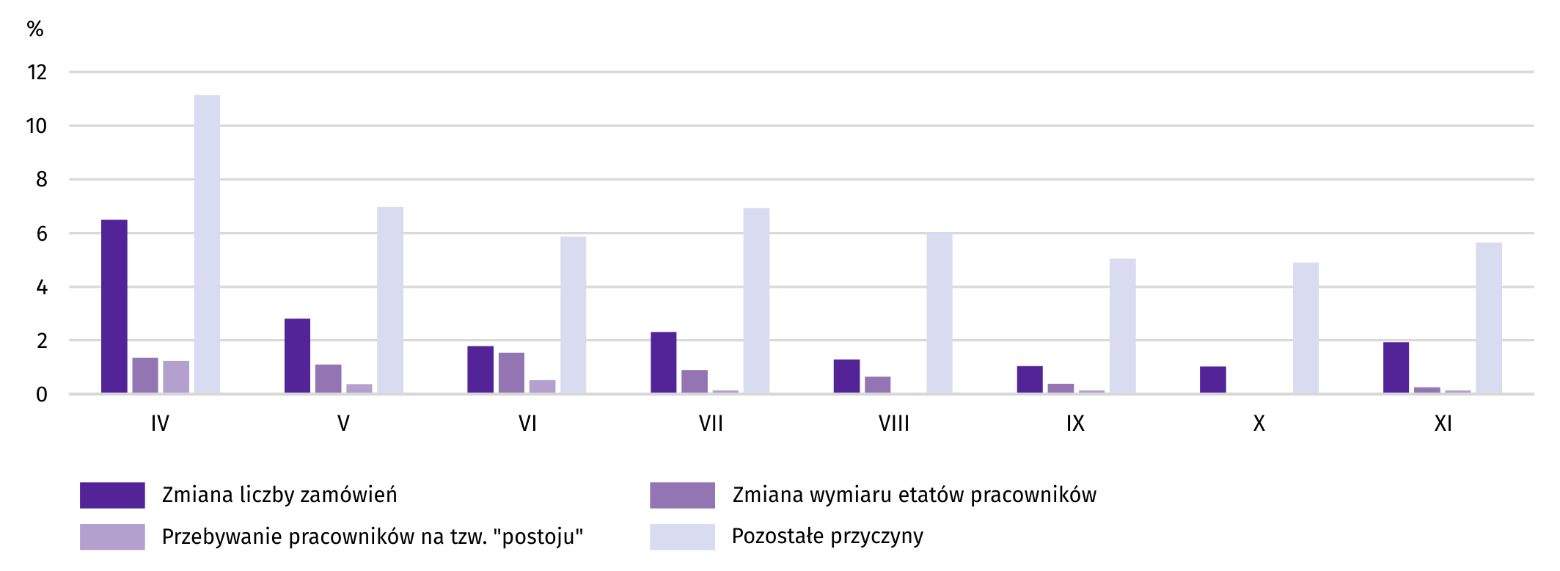 %
12
10
8
6
4
2
0
IV V VI VII VIII IX X XI
Zmiana liczby zamówień Zmiana wymiaru etatów pracowników
Przebywanie pracowników na tzw. "postoju" Pozostałe przyczyny